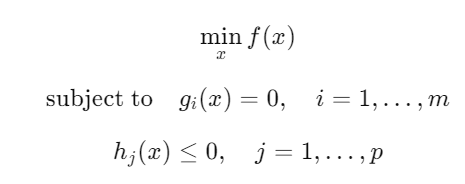 min f(x)
x
subject to g_i(x) = 0, i = 1, . . . , m
h_j(x) ≤ 0, j = 1, . . . , p